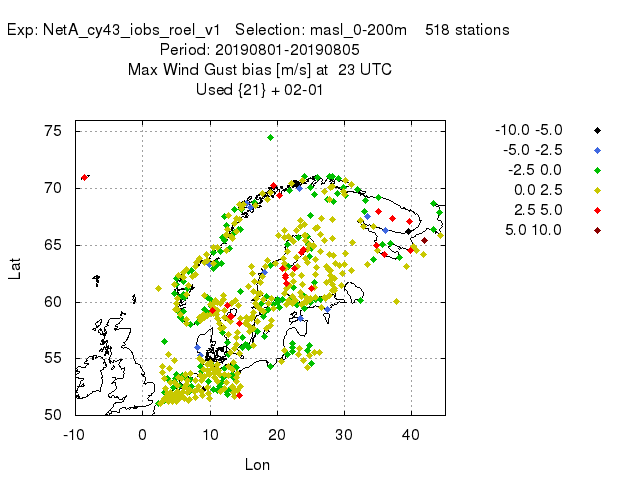 Exp: NetA_cy43_iobs_roel_v1   Selection: masl_0-200m    518 stations
Period: 20190801-20190805
Max Wind Gust bias [m/s] at  23 UTC
Used {21} + 02-01
-10.0 -5.0
-5.0 -2.5
-2.5 0.0
0.0 2.5
2.5 5.0
5.0 10.0
75
70
65
60
55
50
Lat
-10 0 10 20 30 40
Lon